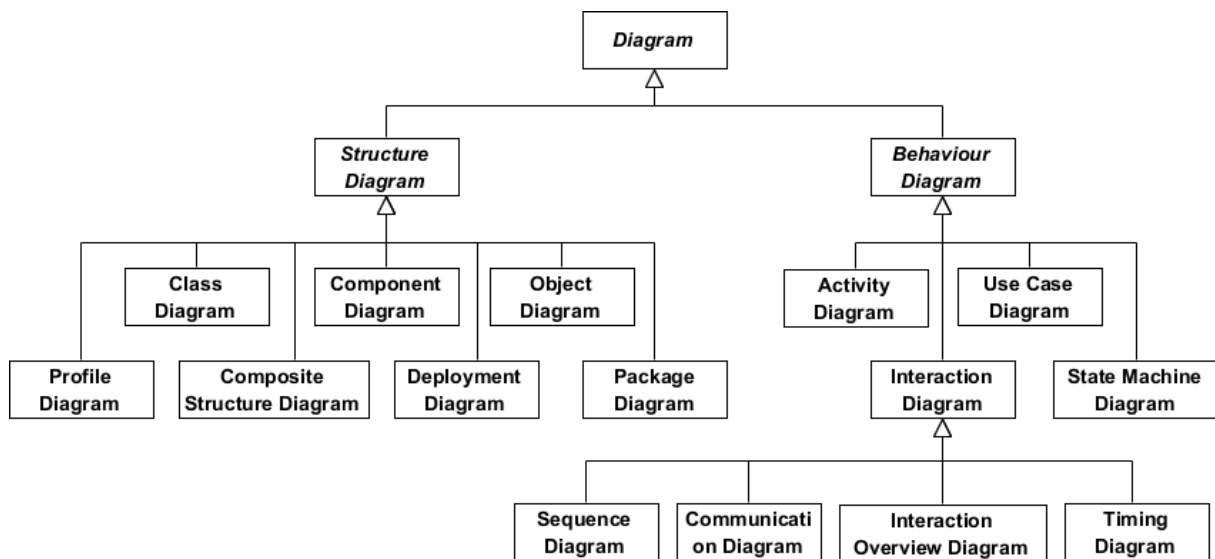 Diagram
Structure
Diagram
Behaviour
Diagram
Class
Diagram
Component
Diagram
Object
Diagram
Activity
Diagram
Use Case
Diagram
Profile
Diagram
Composite
Structure Diagram
Deployment
Diagram
Package
Diagram
Interaction
Diagram
State Machine
Diagram
Sequence
Diagram
Communicati
on Diagram
Interaction
Overview Diagram
Timing
Diagram